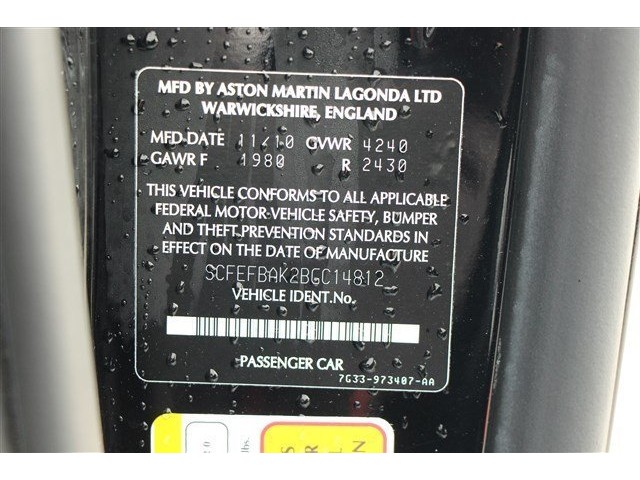 MFD BY ASTON MARTIN LAGONDA LTD
WARWICKSHIRE, ENGLAND
MFD-DATE 11/10 GVWR 4240
GAWR F 1980 R 2430
THIS VEHICLE CONFORMS TO ALL APPLICABLE
FEDERAL MOTOR-VEHICLE SAFETY, BUMPER
AND THEFT.PREVENTION STANDARDS IN
EFFECT ON THE DATE OF MANUFACTURE
SCFEFBAK2BGC14812
VEHICLE IDENT.No.
PASSENGER CAR
7G33-973407-AA